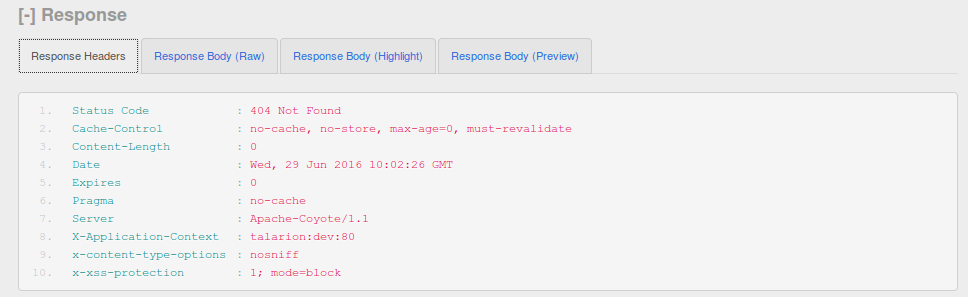 [-] Response
Response Headers Response Body (Raw) Response Body (Highlight) Response Body (Preview)
1. Status Code : 404 Not Found
2. Cache-Control : no-cache, no-store, max-age=0, must-revalidate
3. Content-Length : 0
4. Date : Wed, 29 Jun 2016 10:02:26 GMT
5. Expires : 0
6. Pragma : no-cache
7. Server : Apache-Coyote/1.1
8. X-Application-Context : talarion:dev:80
9. x-content-type-options : nosniff
10. x-xss-protection : 1; mode=block